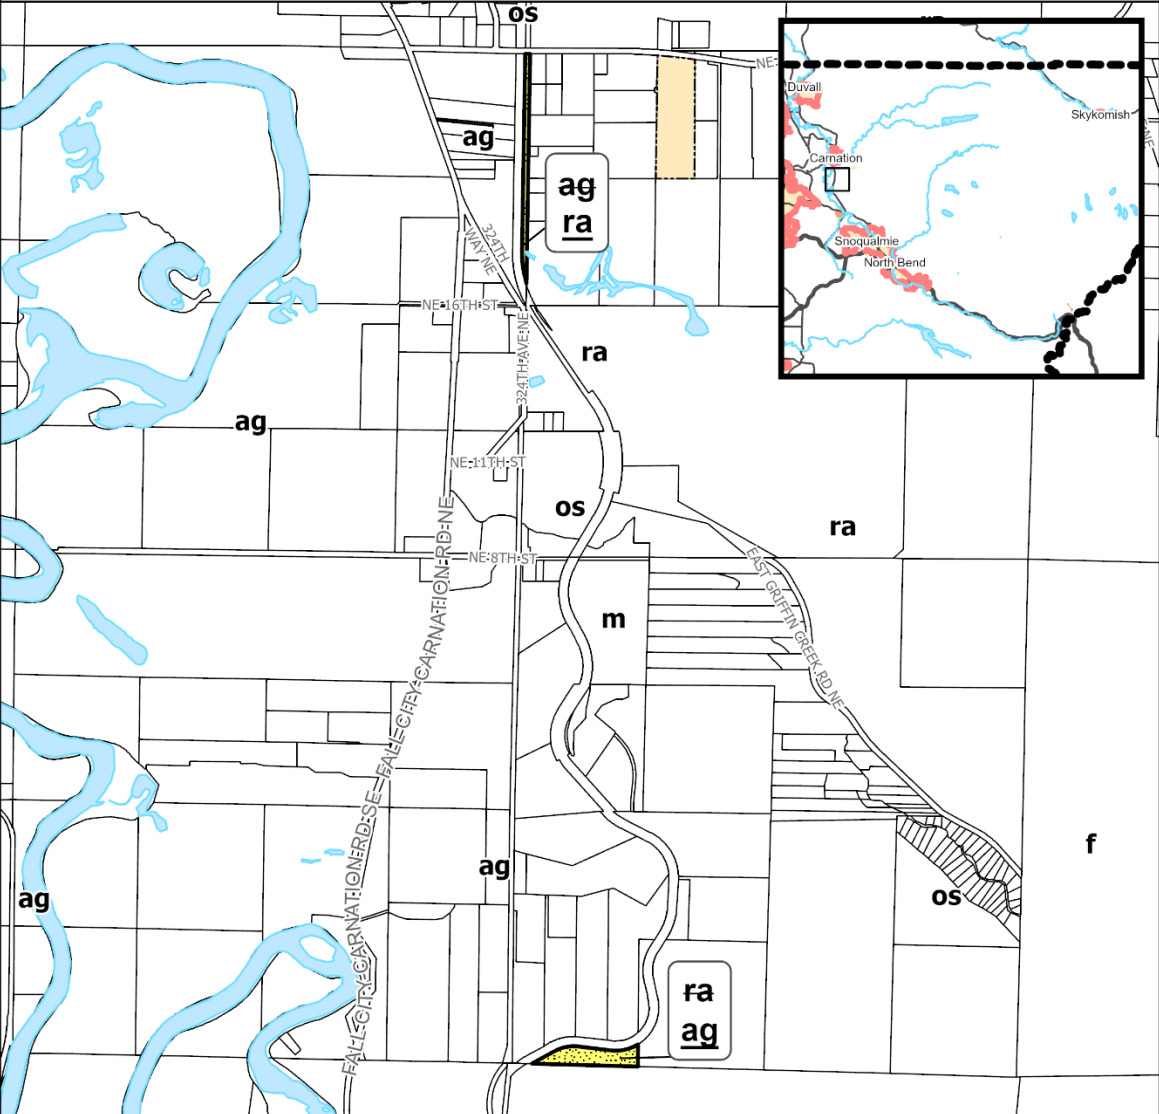 os
NE
Duvall
Skykomish
Carnation
Snoqualmie
North Bend
ag
ag
ra
324TH
WAY NE
NE 16TH ST
324TH AVE NE
ra
ag
NE 11TH ST
os
ra
NE 8TH ST
EAST GRIFFIN CREEK RD NE
m
FALL-CITY-CARNATION-RD-NE
FALL-CITY-CARNATION-RD-SE
f
ag
ag
os
ra
ag